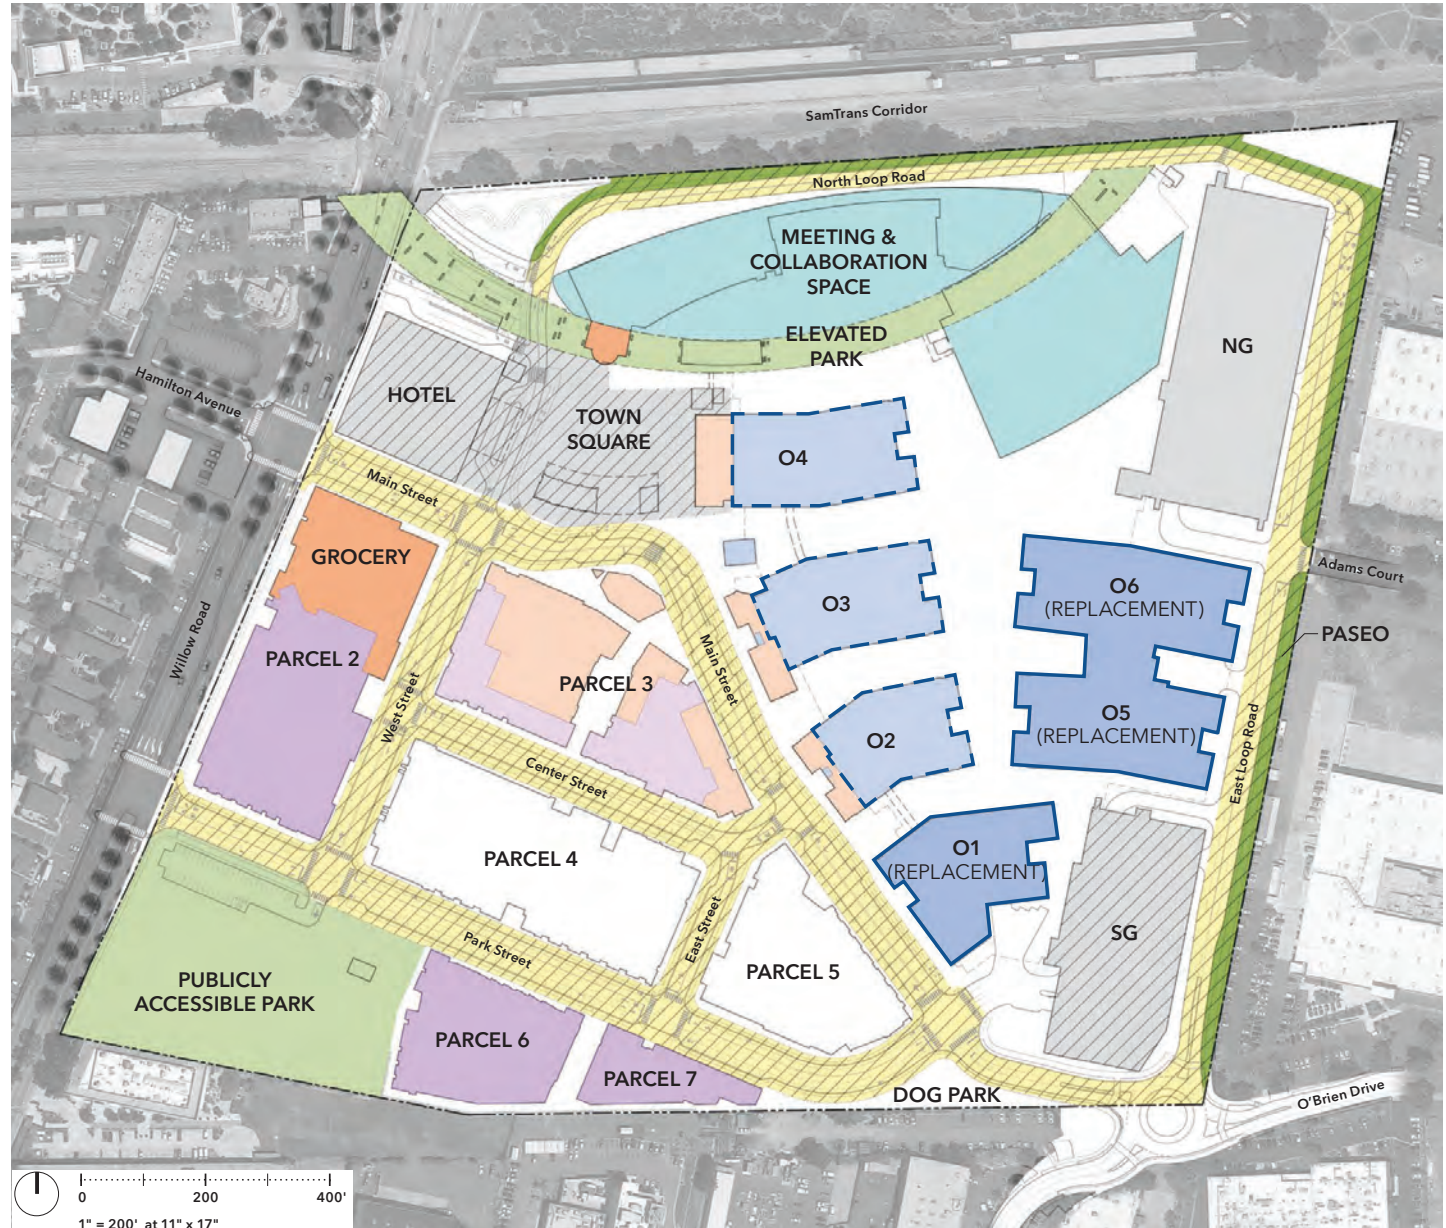 SamTrans Corridor
North Loop Road
MEETING &
COLLABORATION
SPACE
ELEVATED
PARK
NG
Hamilton Avenue
HOTEL
TOWN
SQUARE
O4
Main Street
GROCERY
Adams Court
O6
(REPLACEMENT)
O3
PASEO
Willow Road
PARCEL 2
PARCEL 3
Main Street
West Street
O5
(REPLACEMENT)
O2
East Loop Road
Center Street
PARCEL 4
O1
(REPLACEMENT)
SG
East Street
Park Street
PARCEL 5
PUBLICLY
ACCESSIBLE PARK
PARCEL 6
PARCEL 7
DOG PARK
O'Brien Drive
0 200 400'
1" = 200' at 11" x 17"